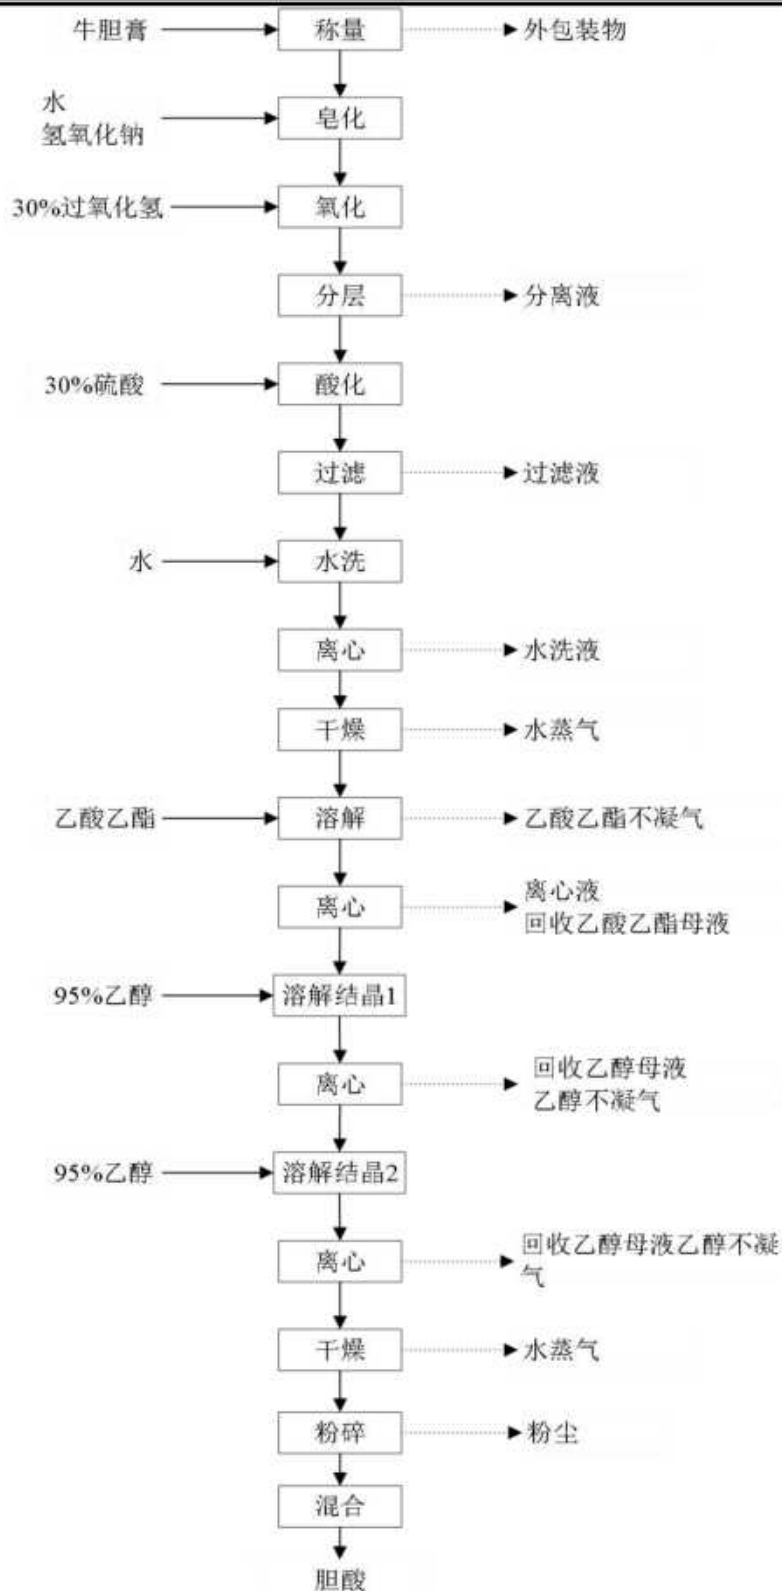 牛胆膏
称量
外包装物
水
氢氧化钠
皂化
30%过氧化氢
氧化
分层
分离液
30%硫酸
酸化
过滤
过滤液
水
水洗
离心
水洗液
干燥
水蒸气
乙酸乙酯
溶解
乙酸乙酯不凝气
离心
离心液
回收乙酸乙酯母液
95%乙醇
溶解结晶1
离心
回收乙醇母液
乙醇不凝气
95%乙醇
溶解结晶2
离心
回收乙醇母液乙醇不凝
气
干燥
水蒸气
粉碎
粉尘
混合
胆酸